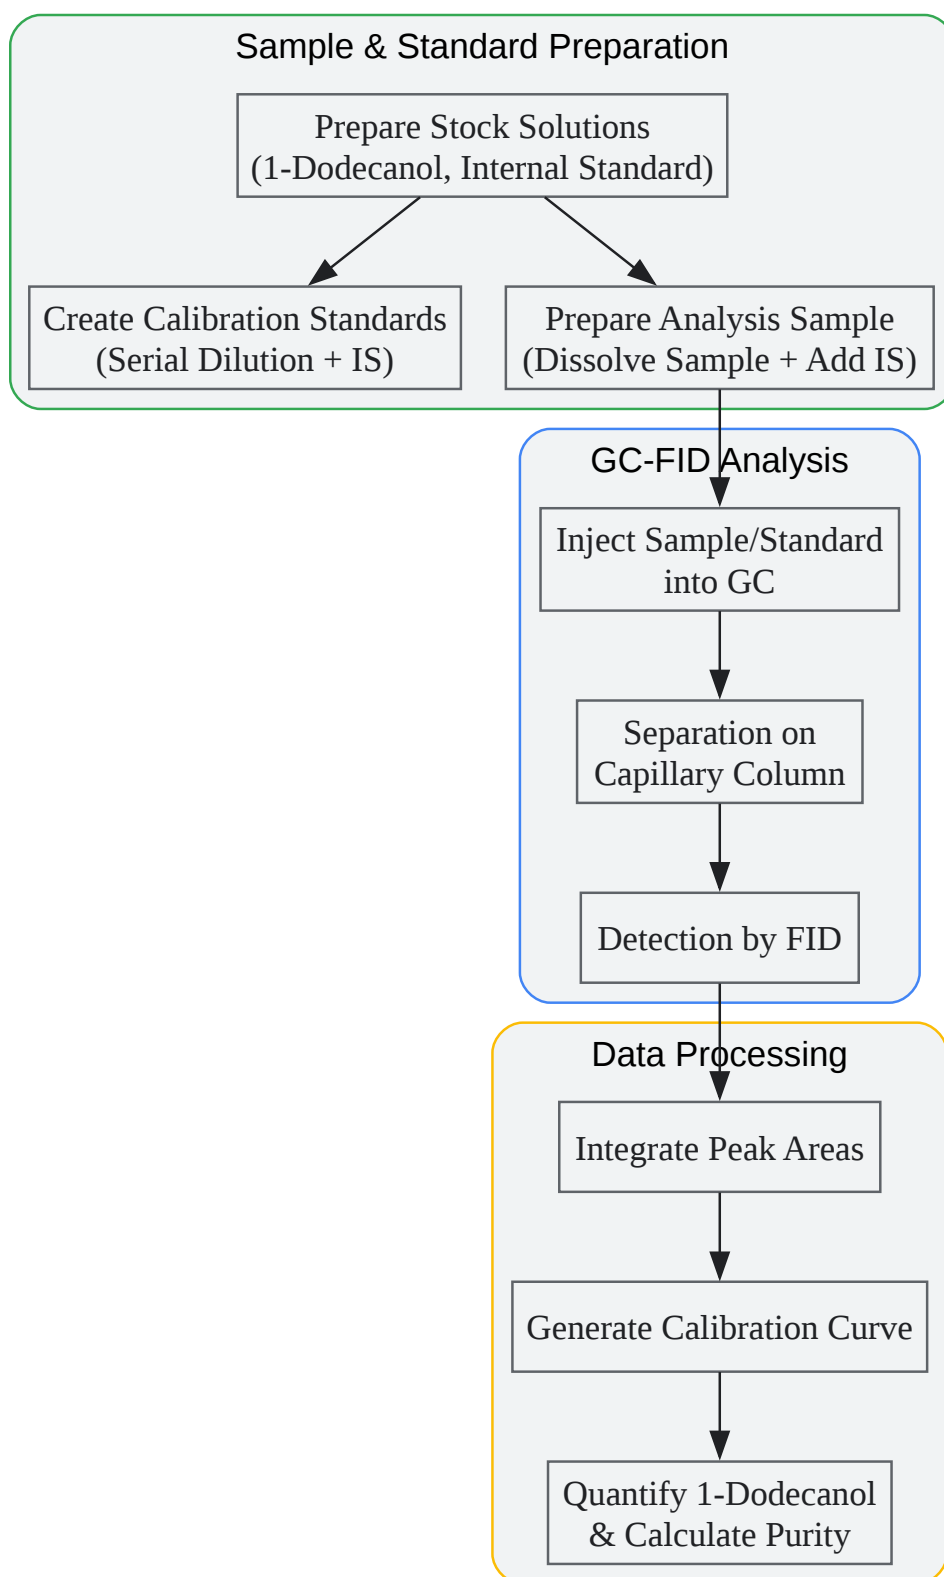 Sample & Standard Preparation
Prepare Stock Solutions
(1-Dodecanol, Internal Standard)
Create Calibration Standards
(Serial Dilution + IS)
Prepare Analysis Sample
(Dissolve Sample + Add IS)
GC-FID Analysis
Inject Sample/Standard
into GC
Separation on
Capillary Column
Detection by FID
Data Processing
Integrate Peak Areas
Generate Calibration Curve
Quantify 1-Dodecanol
& Calculate Purity